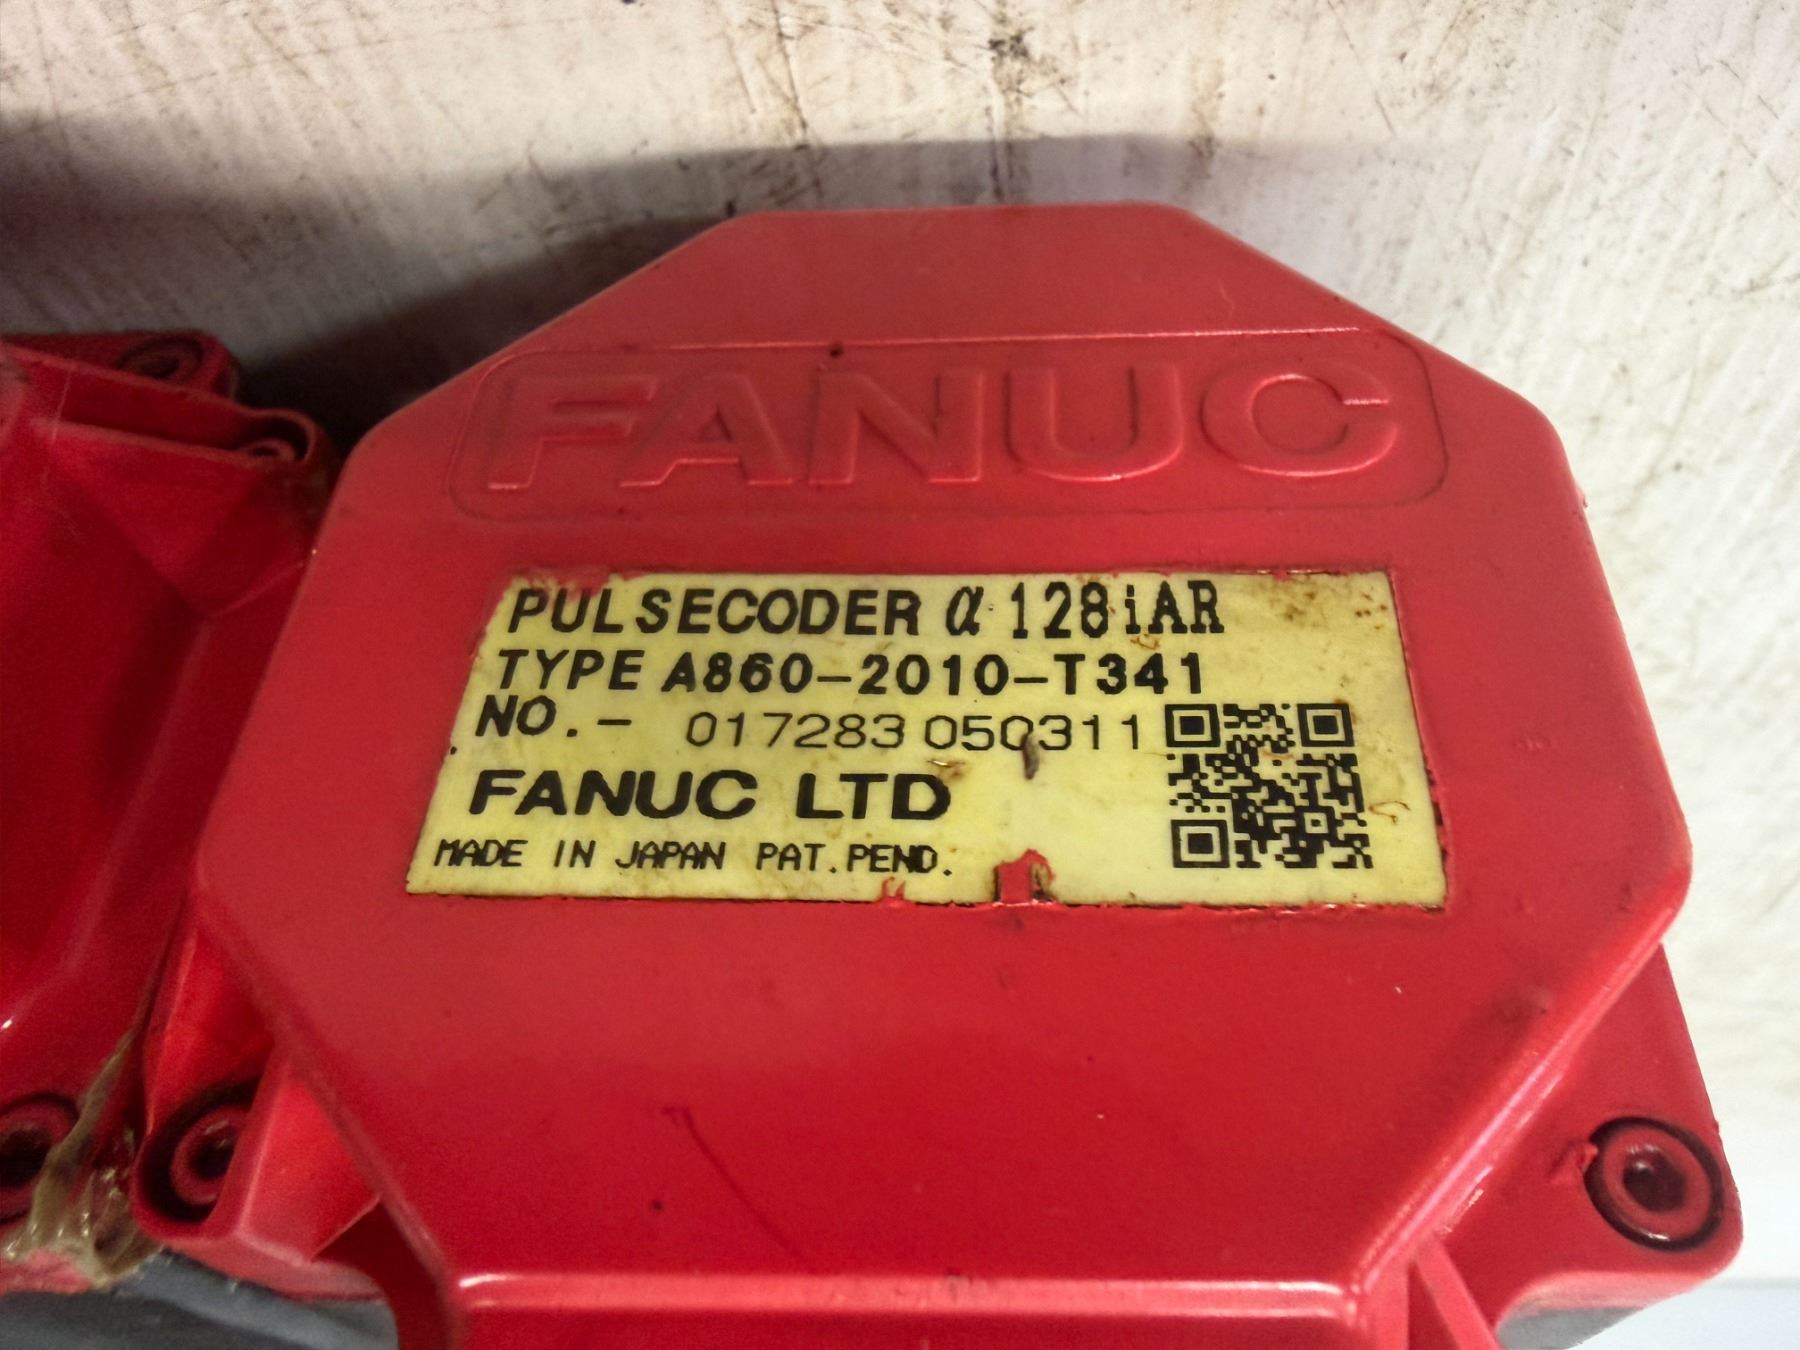 FANUC
PULSECODER α 128iAR
TYPE A860-2010-T341
NO.- 017283 050311
FANUC LTD
MADE IN JAPAN PAT.PEND.